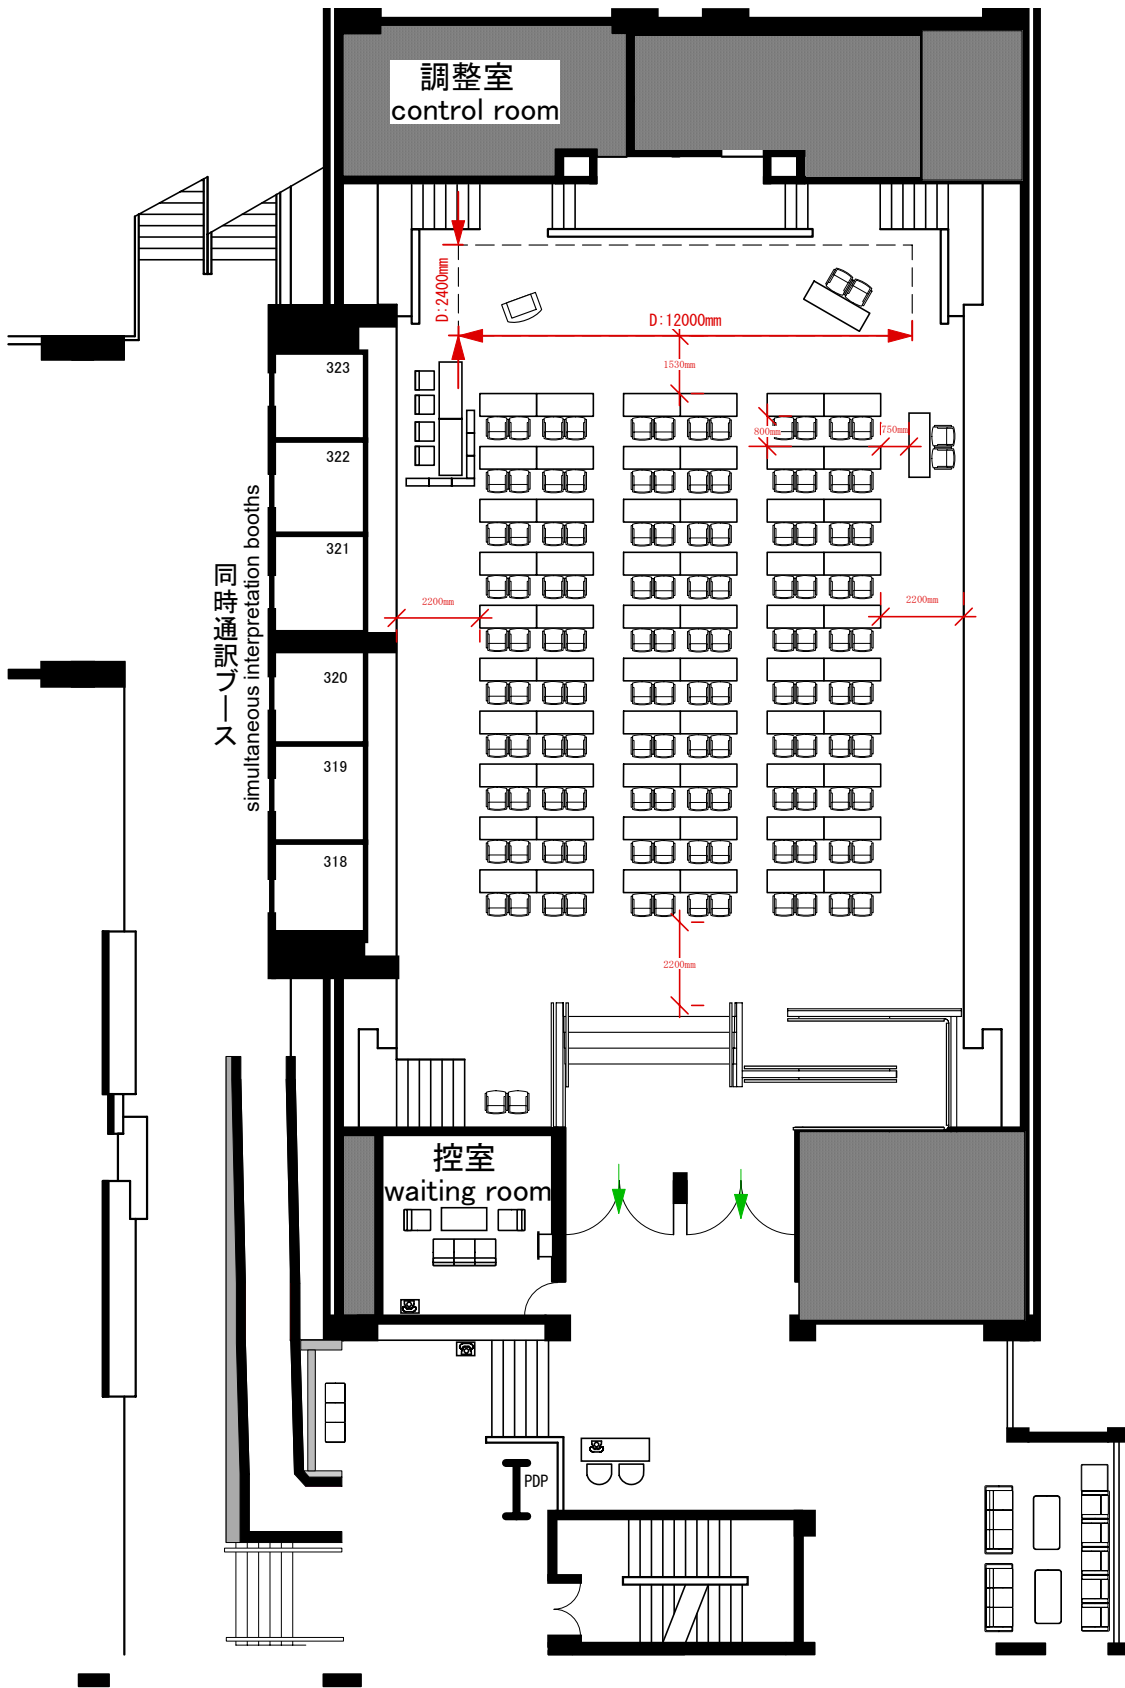 調整室
control room
D:2400mm
D:12000mm
1530mm
800mm
750mm
323
322
321
320
319
318
同時通訳ブース
simultaneous interpretation booths
2200mm
2200mm
2200mm
控室
waiting room
PDP